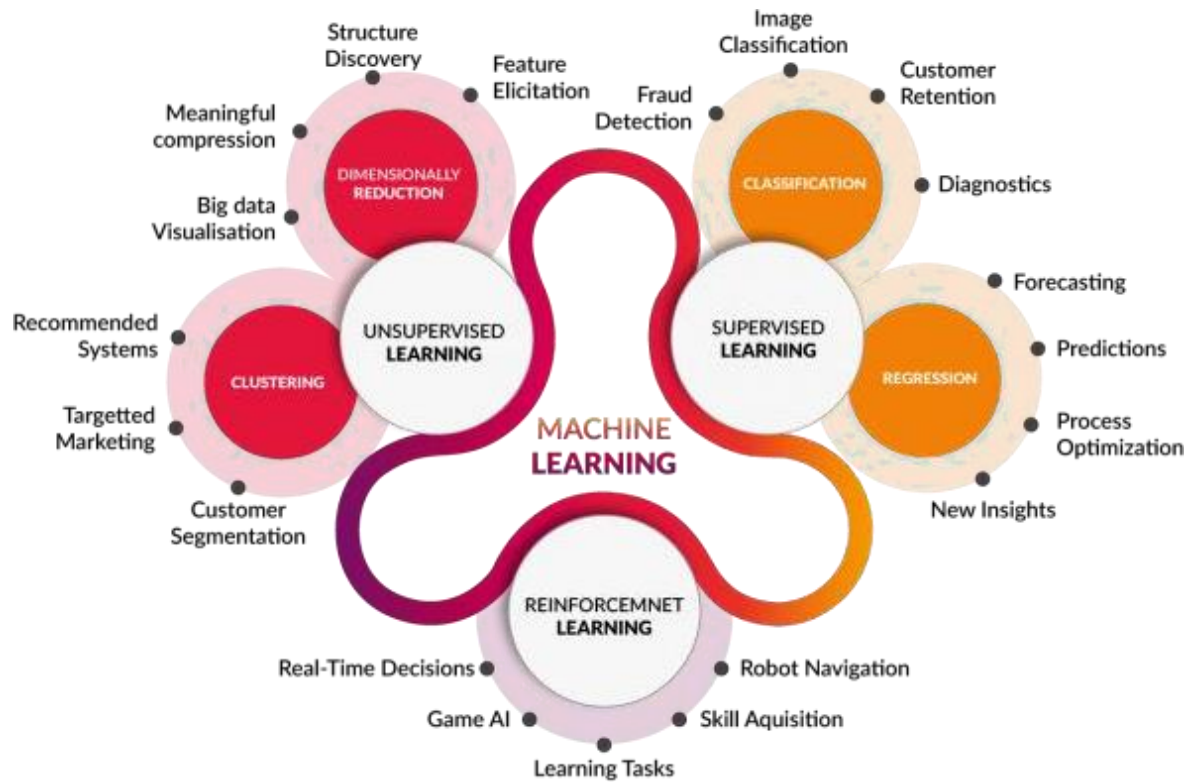 Structure
Discovery
Feature
Elicitation
Meaningful
compression
Big data
Visualisation
DIMENSIONALLY
REDUCTION
Recommended
Systems
Targetted
Marketing
Customer
Segmentation
CLUSTERING
UNSUPERVISED
LEARNING
Image
Classification
Customer
Retention
Fraud
Detection
Diagnostics
CLASSIFICATION
Forecasting
Predictions
Process
Optimization
New Insights
REGRESSION
SUPERVISED
LEARNING
MACHINE
LEARNING
REINFORCEMNET
LEARNING
Real-Time Decisions
Game AI
Learning Tasks
Skill Aquisition
Robot Navigation